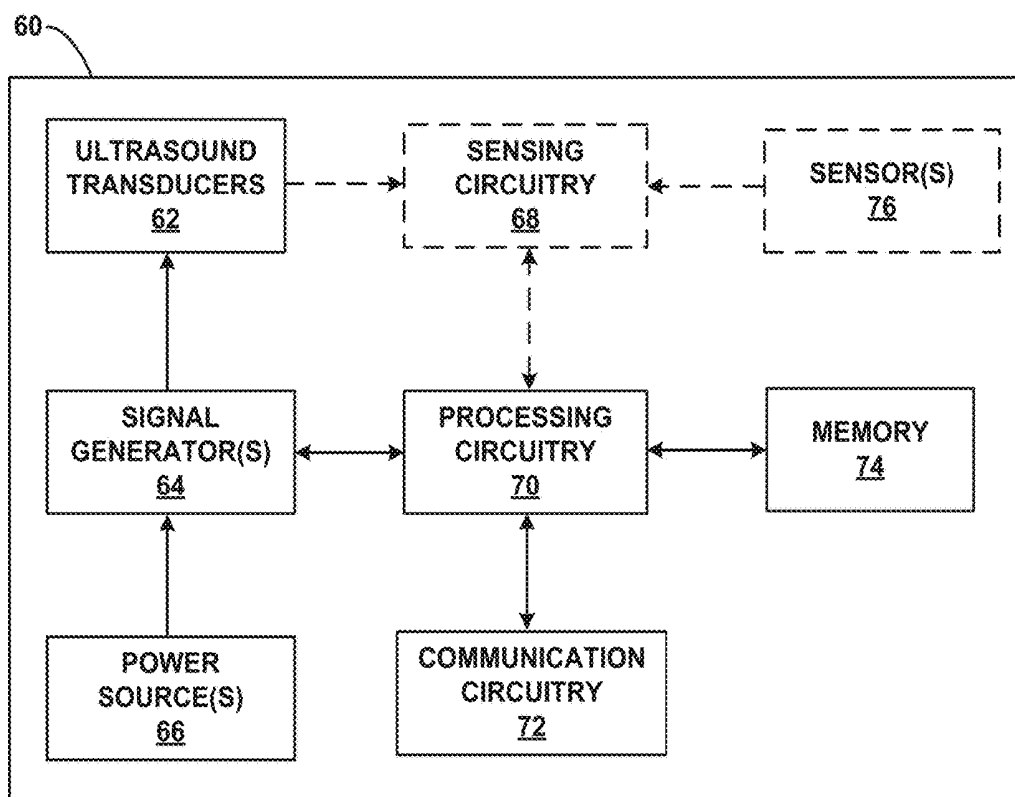 60
ULTRASOUND
TRANSDUCERS
62
SENSING
CIRCUITRY
68
SENSOR(S)
76
SIGNAL
GENERATOR(S)
64
PROCESSING
CIRCUITRY
70
MEMORY
74
POWER
SOURCE(S)
66
COMMUNICATION
CIRCUITRY
72